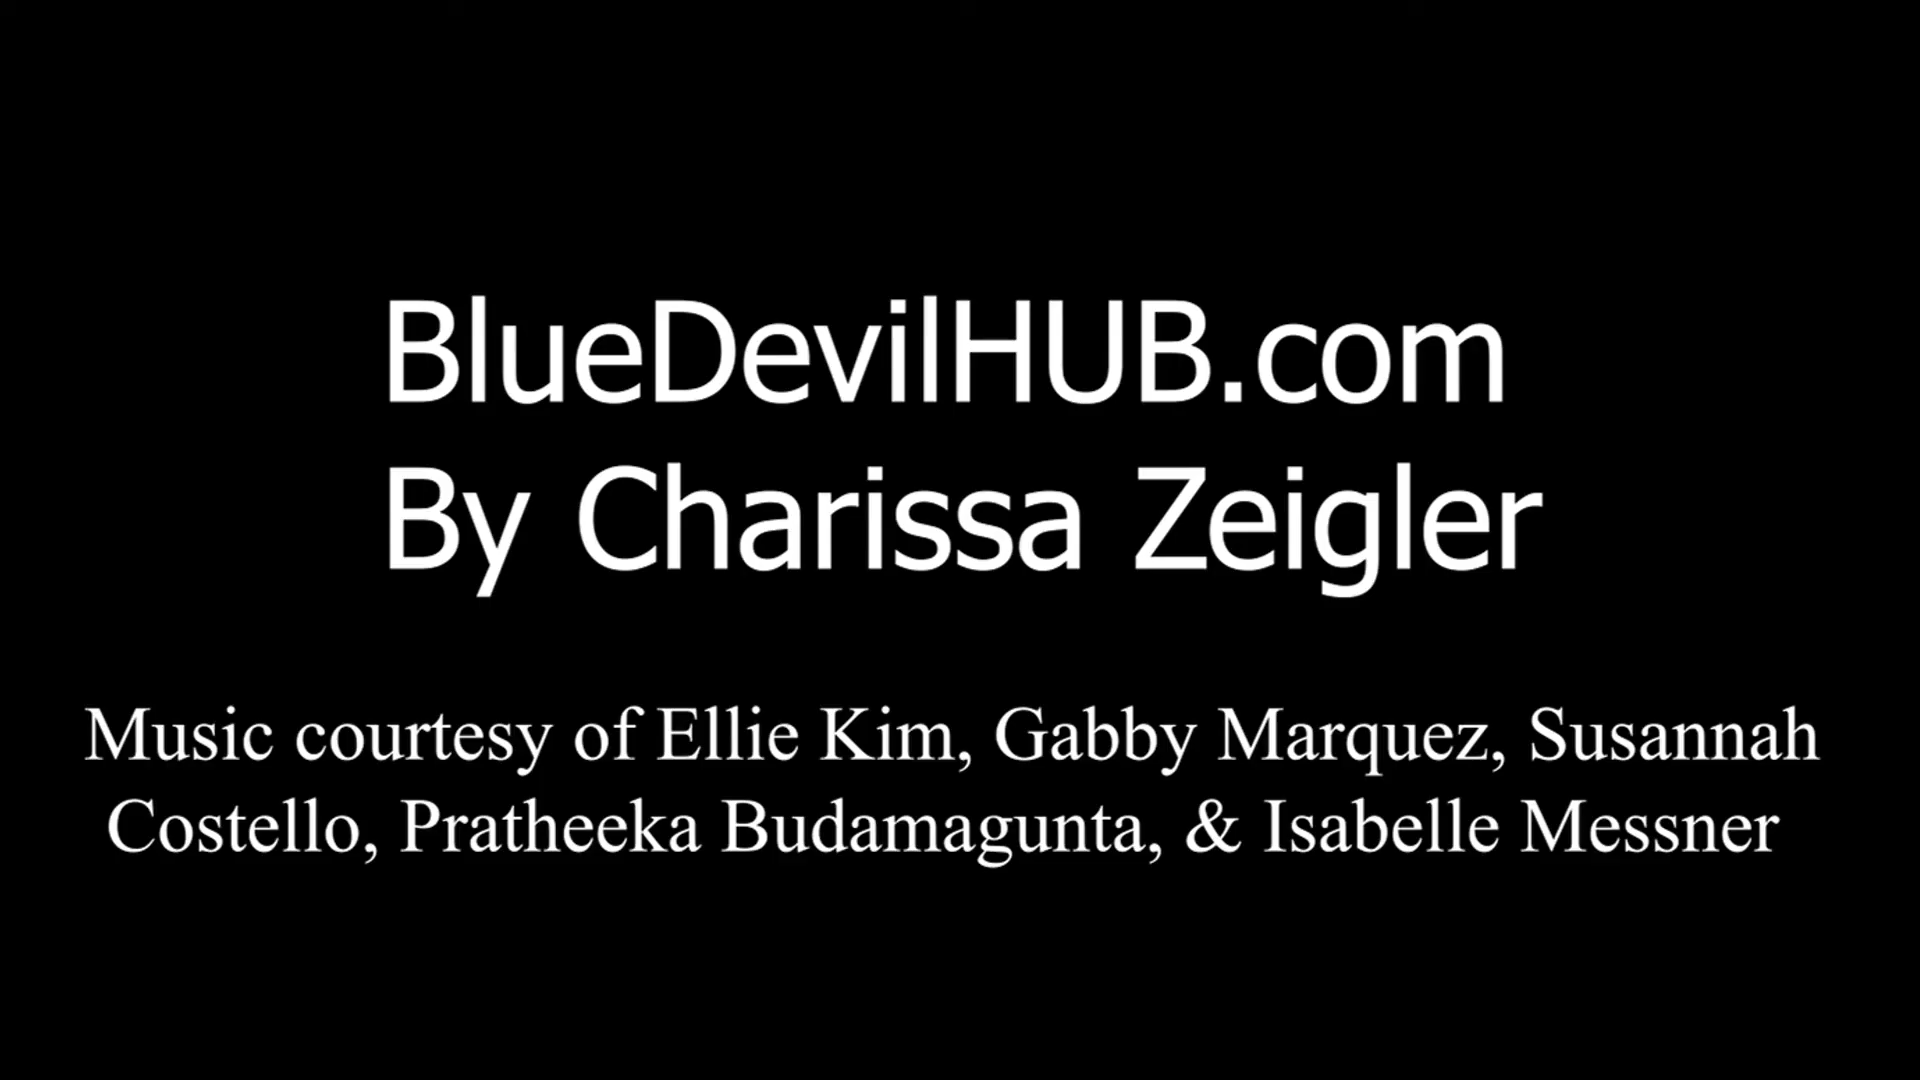 BlueDevilHUB.com
By Charissa Zeigler
Music courtesy of Ellie Kim, Gabby Marquez, Susannah
Costello, Pratheeka Budamagunta, & Isabelle Messner